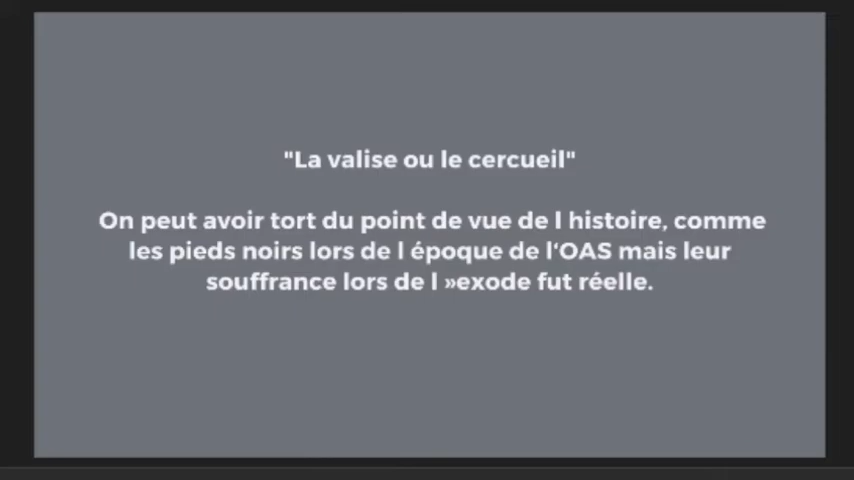 "La valise ou le cercueil"
On peut avoir tort du point de vue de l histoire, comme
les pieds noirs lors de l époque de l‘OAS mais leur
souffrance lors de l »exode fut réelle.